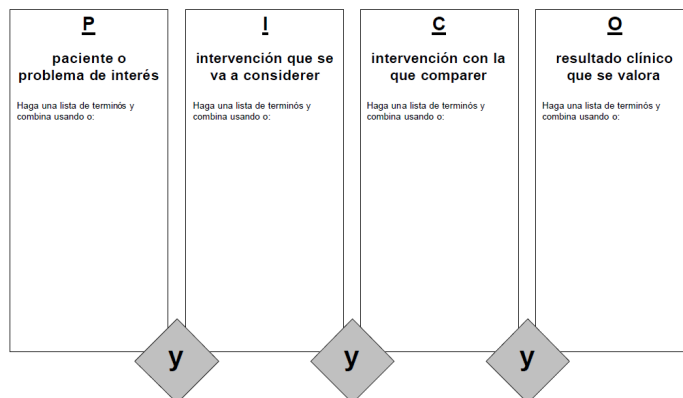 P
paciente o
problema de interés
Haga una lista de terminós y
combina usando o:
I
intervención que se
va a considerer
Haga una lista de terminós y
combina usando o:
C
intervención con la
que comparer
Haga una lista de terminós y
combina usando o:
O
resultado clínico
que se valora
Haga una lista de terminós y
combina usando o:
y
y
y